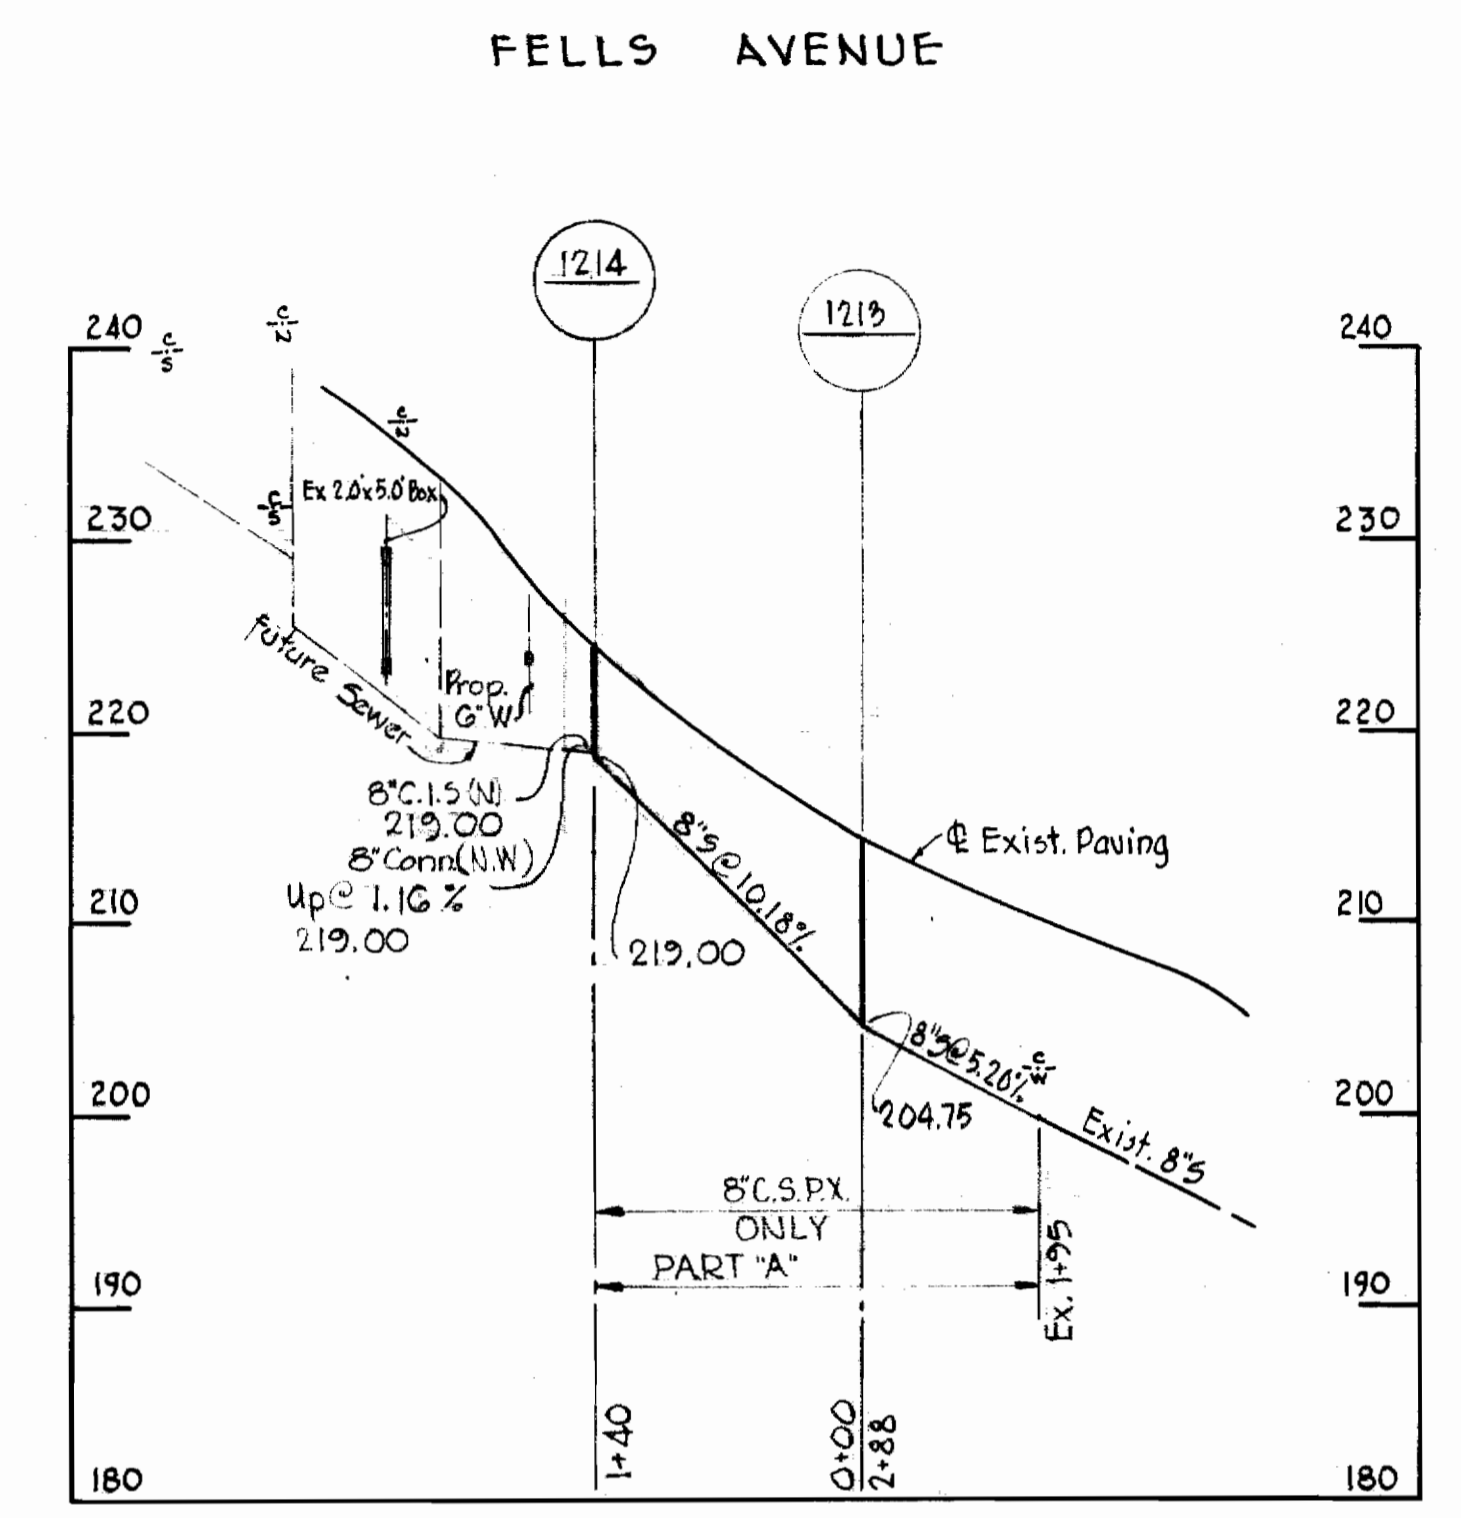 FELLS AVENUE
1214
1213
240
240
C/S
C/2
C/2
Ex 2.0'x5.0' Box
C/S
230
230
Future Sewer
Prop.
6" W
220
220
8"C.I.S (N)
219.00
8"Conn.(N.W)
Up@ 1.16 %
219.00
8"S@10.18%
219.00
℄ Exist. Paving
210
210
8"S@5.20%
C/W
204.75
200
200
Exist. 8"S
8"C.S.P.X.
ONLY
PART "A"
Ex. 1+95
190
190
1+40
0+00
2+88
180
180